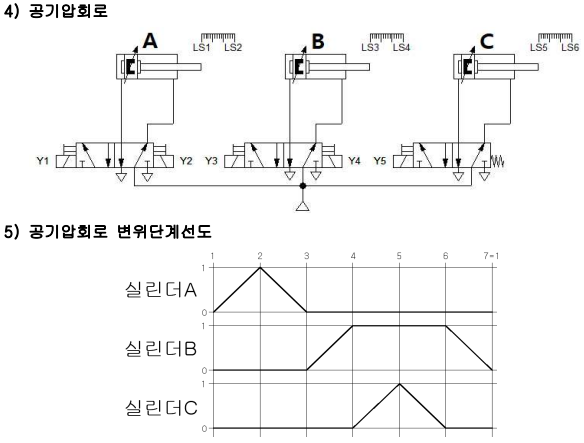 4) 공기압회로
A B C
LS1 LS2 LS3 LS4 LS5 LS6
Y1 Y2 Y3 Y4 Y5
5) 공기압회로 변위단계선도
1 2 3 4 5 6 7=1
실린더A 1 0
실린더B 1 0
실린더C 1 0